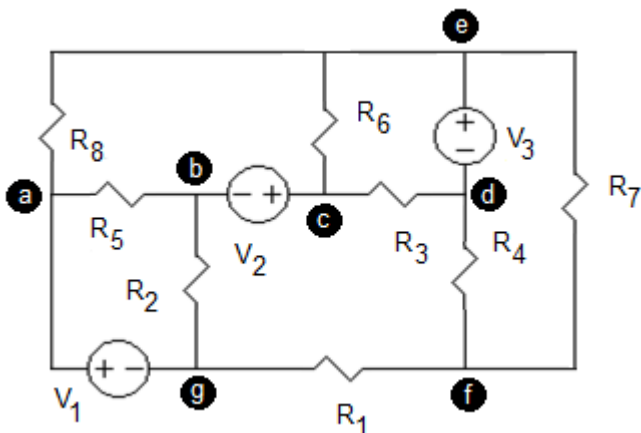 e
R8
R6
+
−
V3
b
a
− +
c
d
R7
R5
V2
R3
R4
R2
+ −
V1
g
R1
f